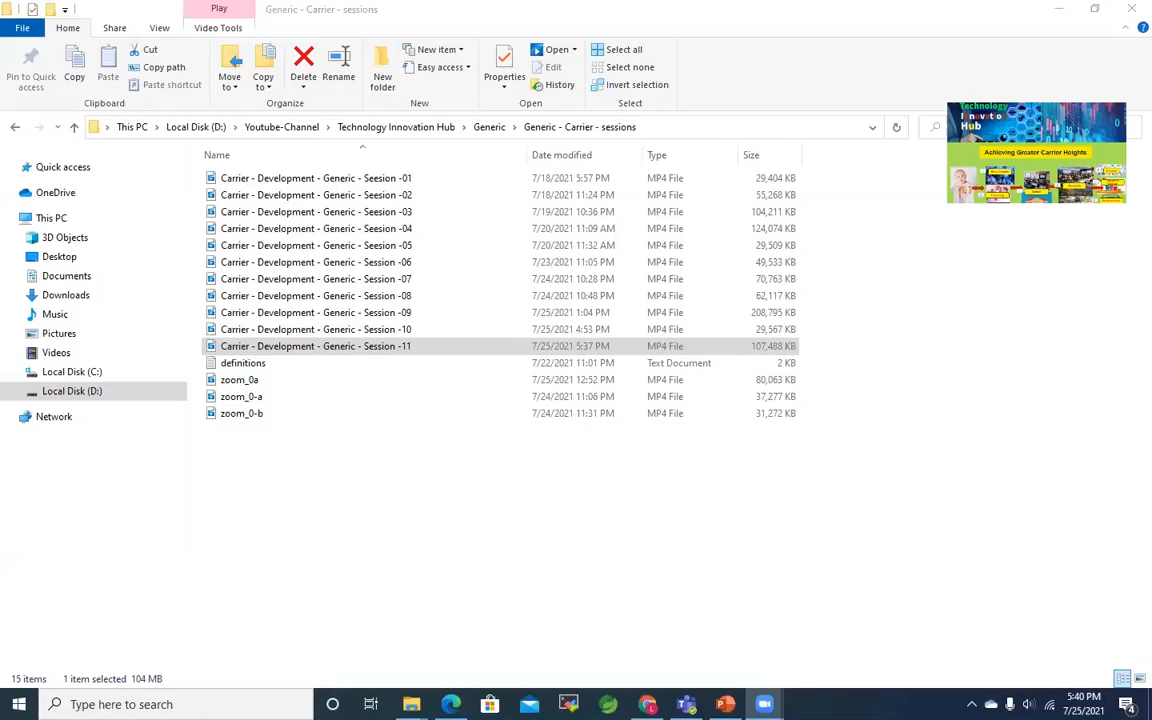 Play
Generic - Carrier - sessions
File
Home
Share
View
Video Tools
Pin to Quick access
Copy
Paste
Cut
Copy path
Paste shortcut
Clipboard
Move to
Copy to
Delete
Rename
Organize
New folder
New item
Easy access
New
Properties
Open
Edit
History
Open
Select all
Select none
Invert selection
Select
This PC > Local Disk (D:) > Youtube-Channel > Technology Innovation Hub > Generic > Generic - Carrier - sessions
Technology
Innovation
Hub
Achieving Greater Carrier Heights
Name Date modified Type Size
Quick access
OneDrive
This PC
3D Objects
Desktop
Documents
Downloads
Music
Pictures
Videos
Local Disk (C:)
Local Disk (D:)
Network
Carrier - Development - Generic - Seesion -01 7/18/2021 5:57 PM MP4 File 29,404 KB
Carrier - Development - Generic - Session -02 7/18/2021 11:24 PM MP4 File 55,268 KB
Carrier - Development - Generic - Session -03 7/19/2021 10:36 PM MP4 File 104,211 KB
Carrier - Development - Generic - Session -04 7/20/2021 11:09 AM MP4 File 124,074 KB
Carrier - Development - Generic - Session -05 7/20/2021 11:32 AM MP4 File 29,509 KB
Carrier - Development - Generic - Session -06 7/23/2021 11:05 PM MP4 File 49,533 KB
Carrier - Development - Generic - Session -07 7/24/2021 10:28 PM MP4 File 70,763 KB
Carrier - Development - Generic - Session -08 7/24/2021 10:48 PM MP4 File 62,117 KB
Carrier - Development - Generic - Session -09 7/25/2021 1:04 PM MP4 File 208,795 KB
Carrier - Development - Generic - Session -10 7/25/2021 4:53 PM MP4 File 29,567 KB
Carrier - Development - Generic - Session -11 7/25/2021 5:37 PM MP4 File 107,488 KB
definitions 7/22/2021 11:01 PM Text Document 2 KB
zoom_0a 7/25/2021 12:52 PM MP4 File 80,063 KB
zoom_0-a 7/24/2021 11:06 PM MP4 File 37,277 KB
zoom_0-b 7/24/2021 11:31 PM MP4 File 31,272 KB
15 items 1 item selected 104 MB
Type here to search
5:40 PM
7/25/2021
4